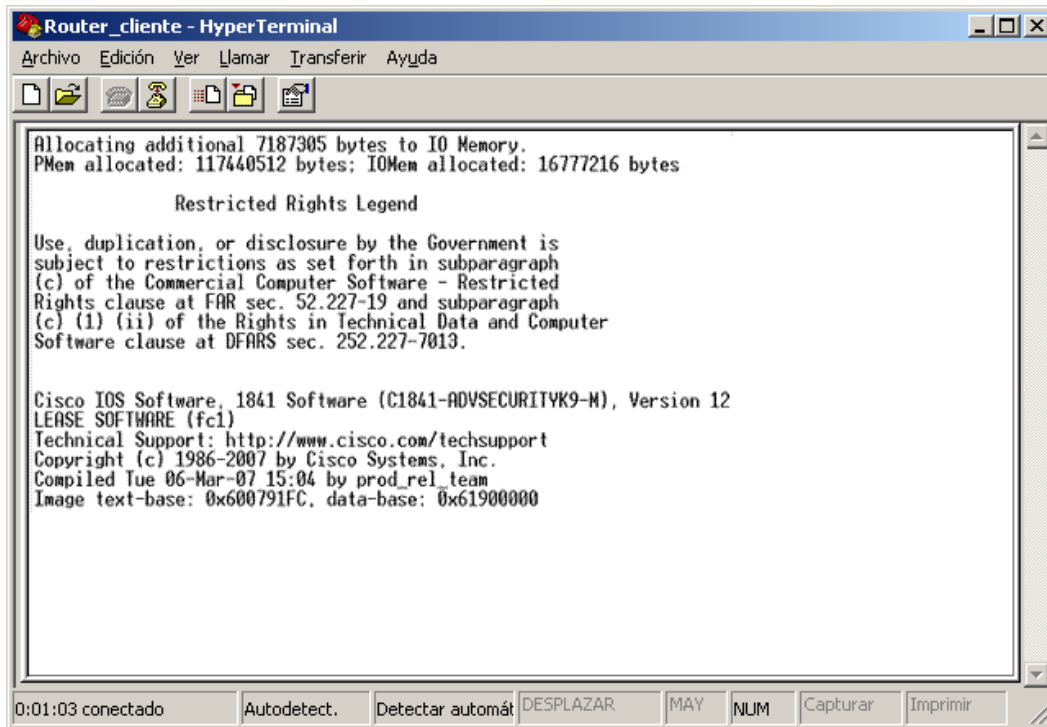 Router_cliente - HyperTerminal
Archivo Edición Ver Llamar Transferir Ayuda
Allocating additional 7187305 bytes to IO Memory.
PMem allocated: 117440512 bytes; IOMem allocated: 16777216 bytes
Restricted Rights Legend
Use, duplication, or disclosure by the Government is
subject to restrictions as set forth in subparagraph
(c) of the Commercial Computer Software - Restricted
Rights clause at FAR sec. 52.227-19 and subparagraph
(c) (1) (ii) of the Rights in Technical Data and Computer
Software clause at DFARS sec. 252.227-7013.
Cisco IOS Software, 1841 Software (C1841-ADVSECURITYK9-M), Version 12
LEASE SOFTWARE (fc1)
Technical Support: http://www.cisco.com/techsupport
Copyright (c) 1986-2007 by Cisco Systems, Inc.
Compiled Tue 06-Mar-07 15:04 by prod_rel_team
Image text-base: 0x600791FC, data-base: 0x61900000
0:01:03 conectado Autodetect. Detectar automát DESPLAZAR MAY NUM Capturar Imprimir